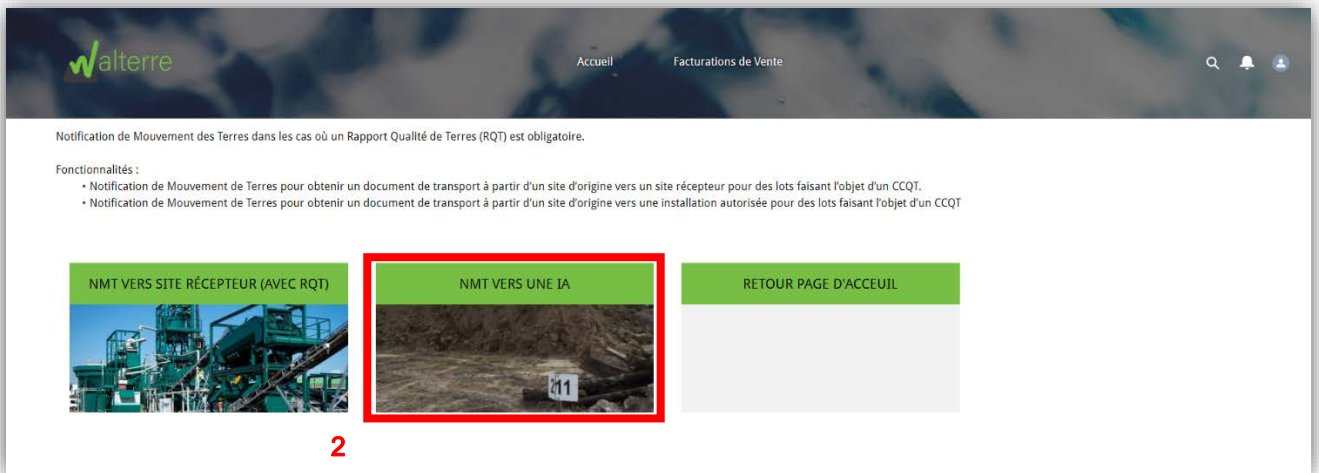 Walterre
Accueil Facturations de Vente
Notification de Mouvement des Terres dans les cas où un Rapport Qualité de Terres (RQT) est obligatoire.
Fonctionnalités :
• Notification de Mouvement de Terres pour obtenir un document de transport à partir d'un site d'origine vers un site récepteur pour des lots faisant l'objet d'un CCQT.
• Notification de Mouvement de Terres pour obtenir un document de transport à partir d'un site d'origine vers une installation autorisée pour des lots faisant l'objet d'un CCQT
NMT VERS SITE RÉCEPTEUR (AVEC RQT)
NMT VERS UNE IA
RETOUR PAGE D'ACCEUIL
211
2